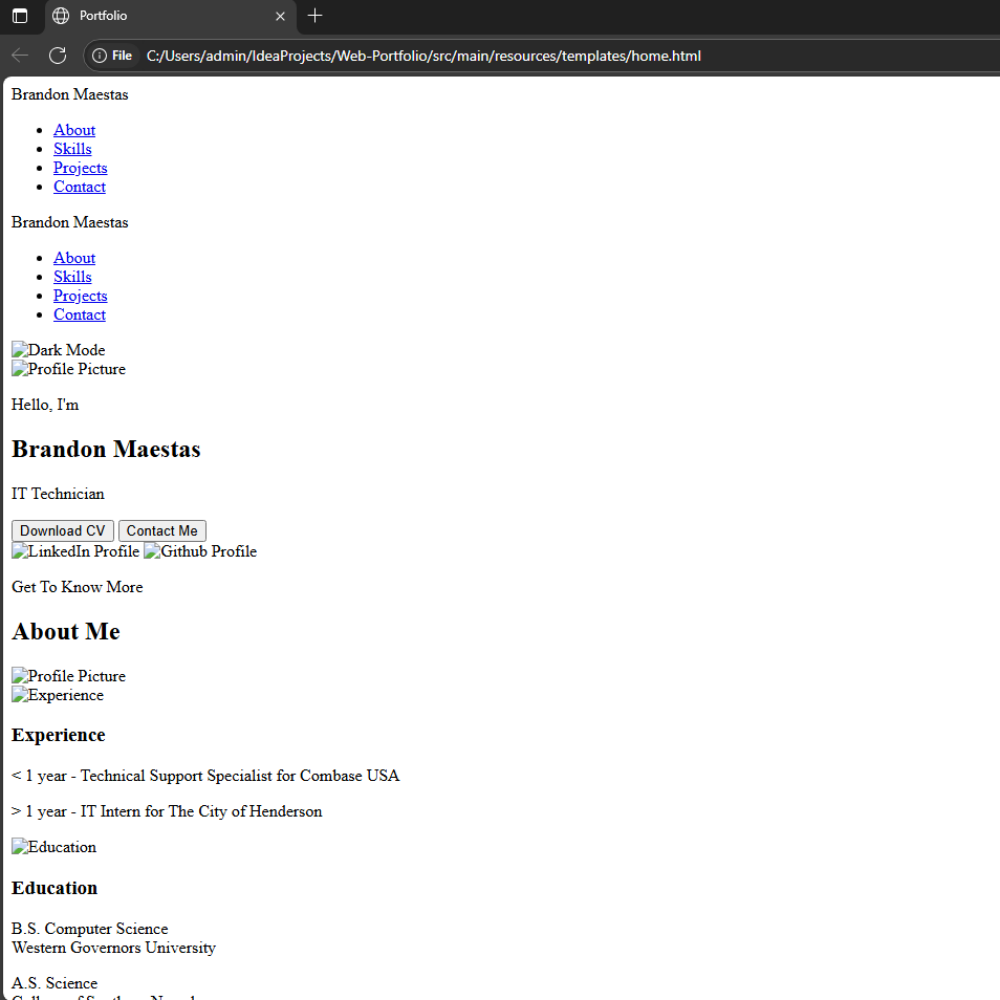 Portfolio
File C:/Users/admin/IdeaProjects/Web-Portfolio/src/main/resources/templates/home.html
Brandon Maestas
About
Skills
Projects
Contact
Brandon Maestas
About
Skills
Projects
Contact
Dark Mode
Profile Picture
Hello, I'm
Brandon Maestas
IT Technician
Download CV Contact Me
LinkedIn Profile Github Profile
Get To Know More
About Me
Profile Picture
Experience
Experience
< 1 year - Technical Support Specialist for Combase USA
> 1 year - IT Intern for The City of Henderson
Education
Education
B.S. Computer Science
Western Governors University
A.S. Science